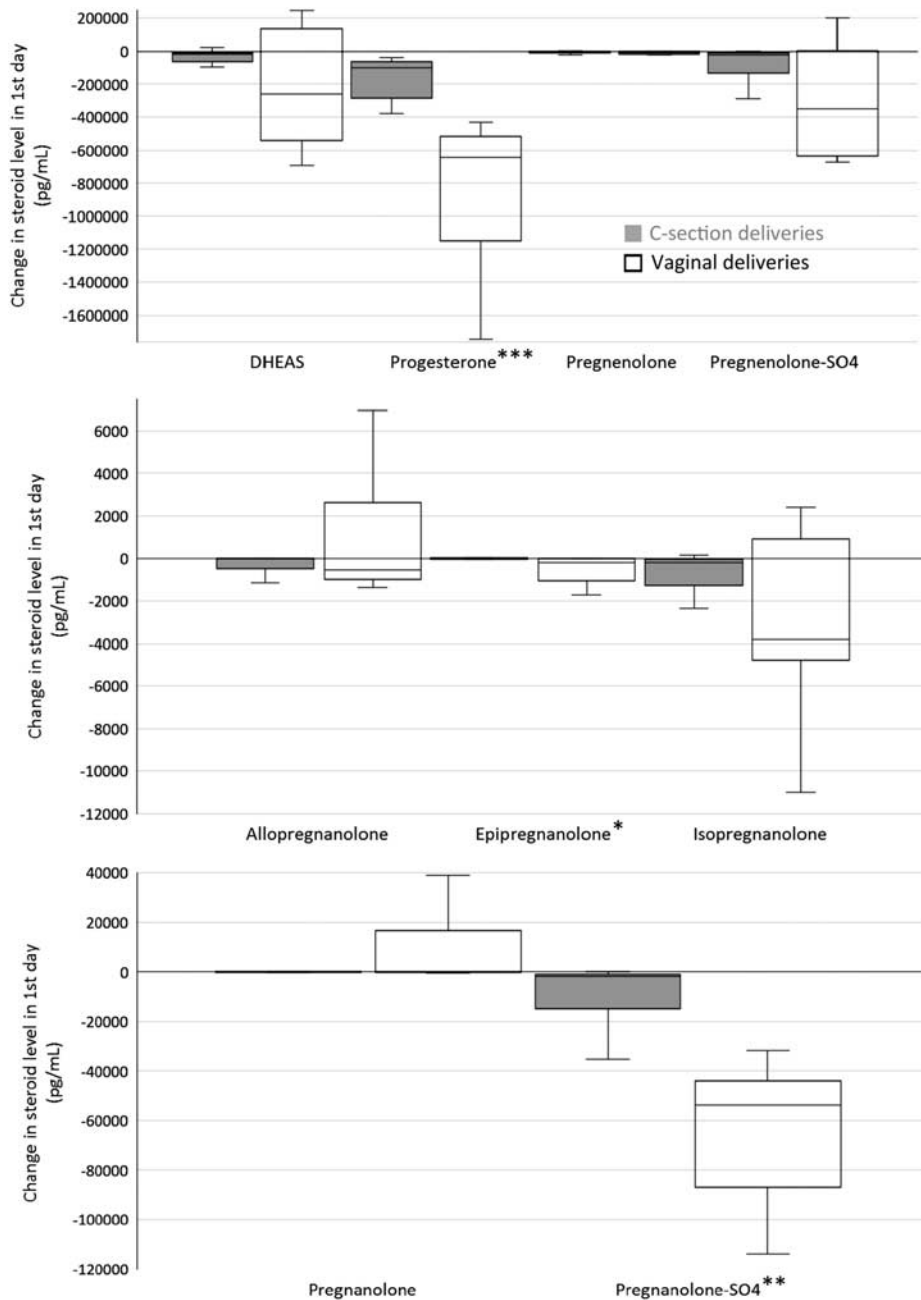 Change in steroid level in 1st day
(pg/mL)
200000
0
-200000
-400000
-600000
-800000
-1000000
-1200000
-1400000
-1600000
C-section deliveries
Vaginal deliveries
DHEAS
Progesterone***
Pregnenolone
Pregnenolone-SO4
Change in steroid level in 1st day
(pg/mL)
6000
4000
2000
0
-2000
-4000
-6000
-8000
-10000
-12000
Allopregnanolone
Epipregnanolone*
Isopregnanolone
Change in steroid level in 1st day
(pg/mL)
40000
20000
0
-20000
-40000
-60000
-80000
-100000
-120000
Pregnanolone
Pregnanolone-SO4**